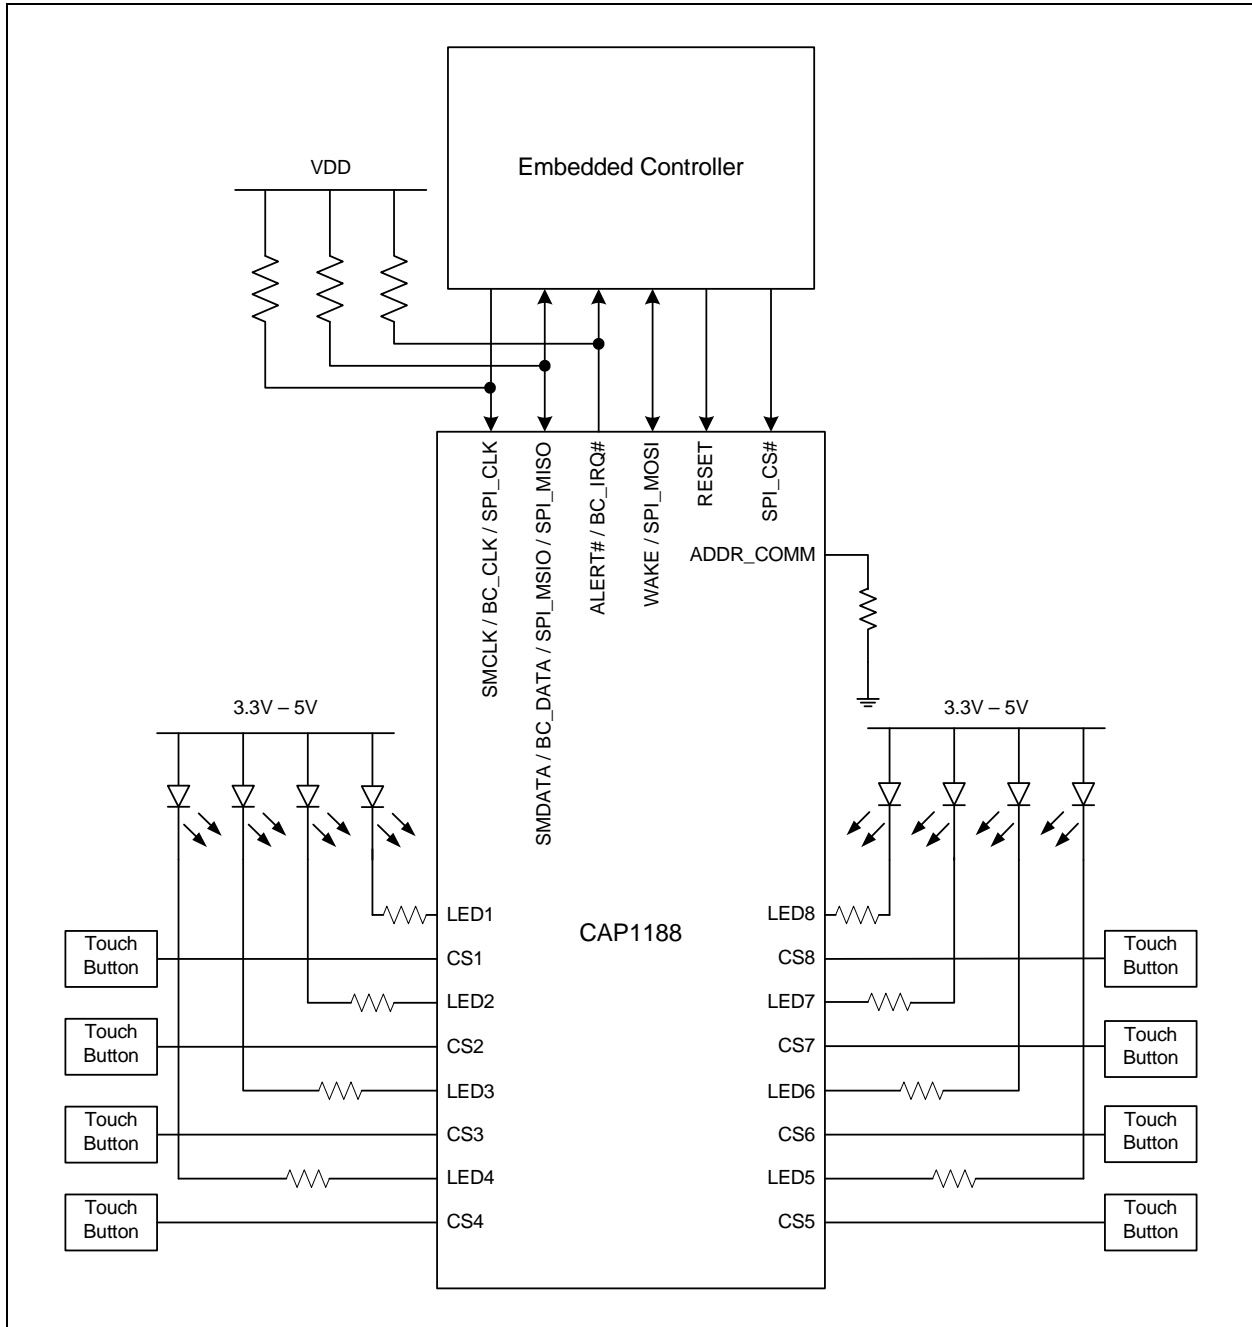 Embedded Controller
VDD
SMCLK / BC_CLK / SPI_CLK
SMDATA / BC_DATA / SPI_MSIO / SPI_MISO
ALERT# / BC_IRQ#
WAKE / SPI_MOSI
RESET
SPI_CS#
ADDR_COMM
3.3V – 5V
3.3V – 5V
CAP1188
LED1
LED8
Touch
Button
CS1
CS8
Touch
Button
LED2
LED7
Touch
Button
CS2
CS7
Touch
Button
LED3
LED6
Touch
Button
CS3
CS6
Touch
Button
LED4
LED5
Touch
Button
CS4
CS5
Touch
Button